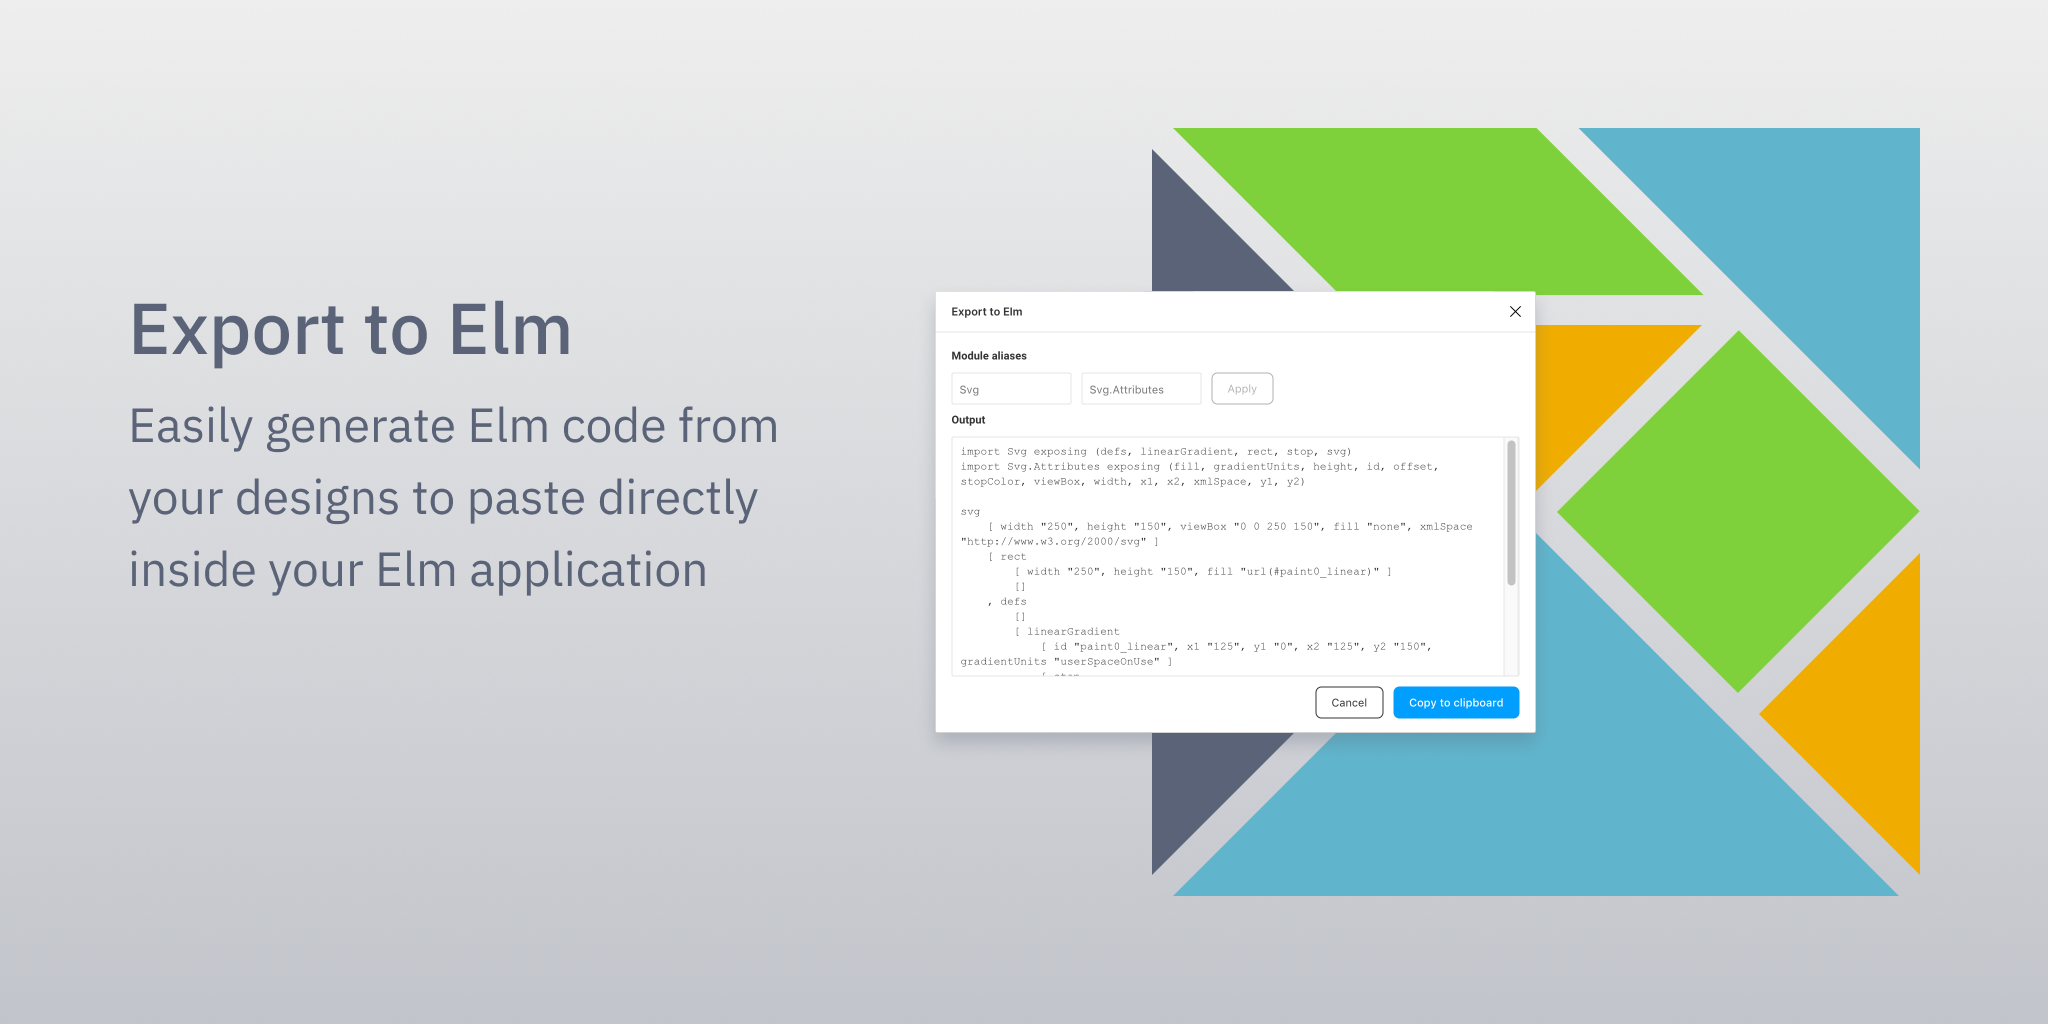 Export to Elm
Easily generate Elm code from
your designs to paste directly
inside your Elm application
Export to Elm
Module aliases
Svg
Svg.Attributes
Apply
Output
import Svg exposing (defs, linearGradient, rect, stop, svg)
import Svg.Attributes exposing (fill, gradientUnits, height, id, offset,
stopColor, viewBox, width, x1, x2, xmlSpace, y1, y2)
svg
    [ width "250", height "150", viewBox "0 0 250 150", fill "none", xmlSpace
"http://www.w3.org/2000/svg" ]
    [ rect
        [ width "250", height "150", fill "url(#paint0_linear)" ]
        []
    , defs
        []
        [ linearGradient
            [ id "paint0_linear", x1 "125", y1 "0", x2 "125", y2 "150",
gradientUnits "userSpaceOnUse" ]
Cancel
Copy to clipboard